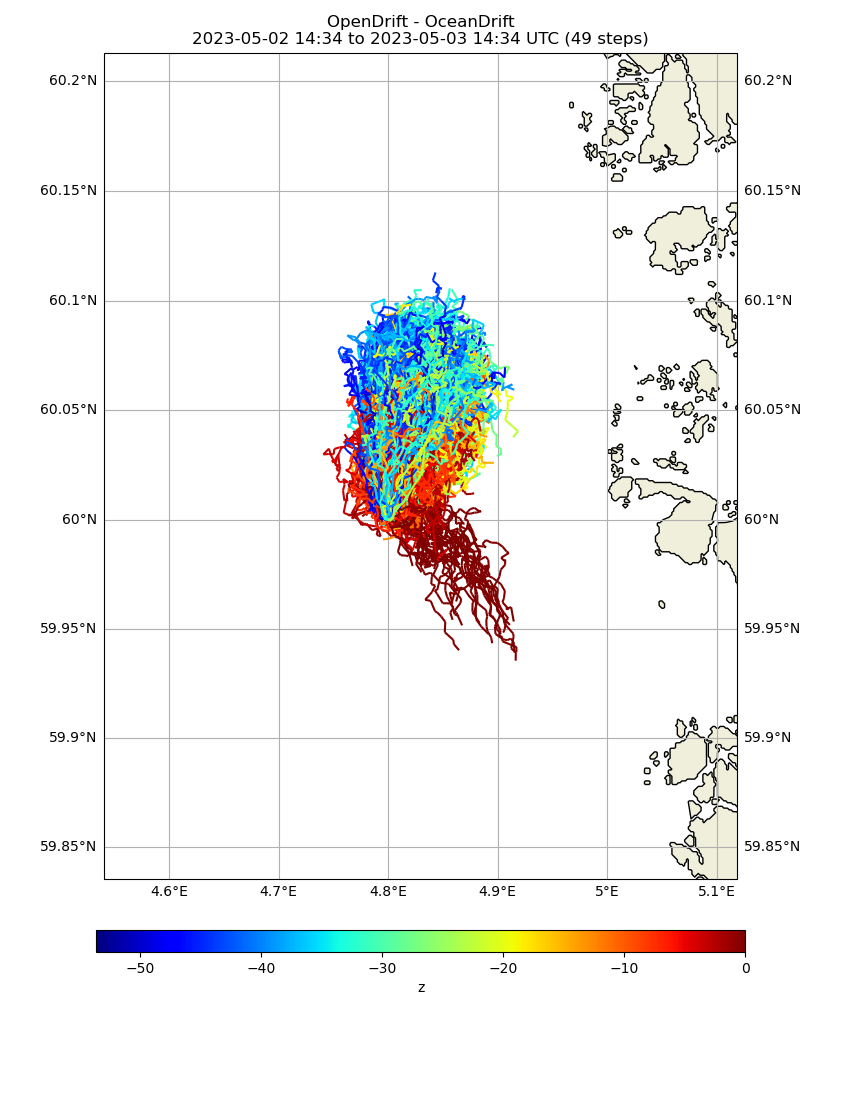 OpenDrift - OceanDrift
2023-05-02 14:34 to 2023-05-03 14:34 UTC (49 steps)
60.2°N 60.2°N
60.15°N 60.15°N
60.1°N 60.1°N
60.05°N 60.05°N
60°N 60°N
59.95°N 59.95°N
59.9°N 59.9°N
59.85°N 59.85°N
4.6°E 4.7°E 4.8°E 4.9°E 5°E 5.1°E
−50 −40 −30 −20 −10 0
z